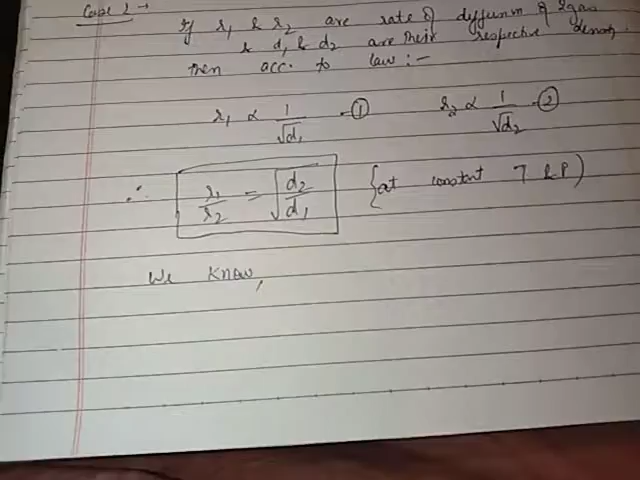 Case 1 →
If r₁ & r₂ are rate of diffusion of 2 gas
& d₁ & d₂ are their respective density
then acc. to law :-
r₁ ∝ 1/√d₁ -① r₂ ∝ 1/√d₂ -②
∴ r₁/r₂ = √d₂/d₁ {at constant T & P)
We know,